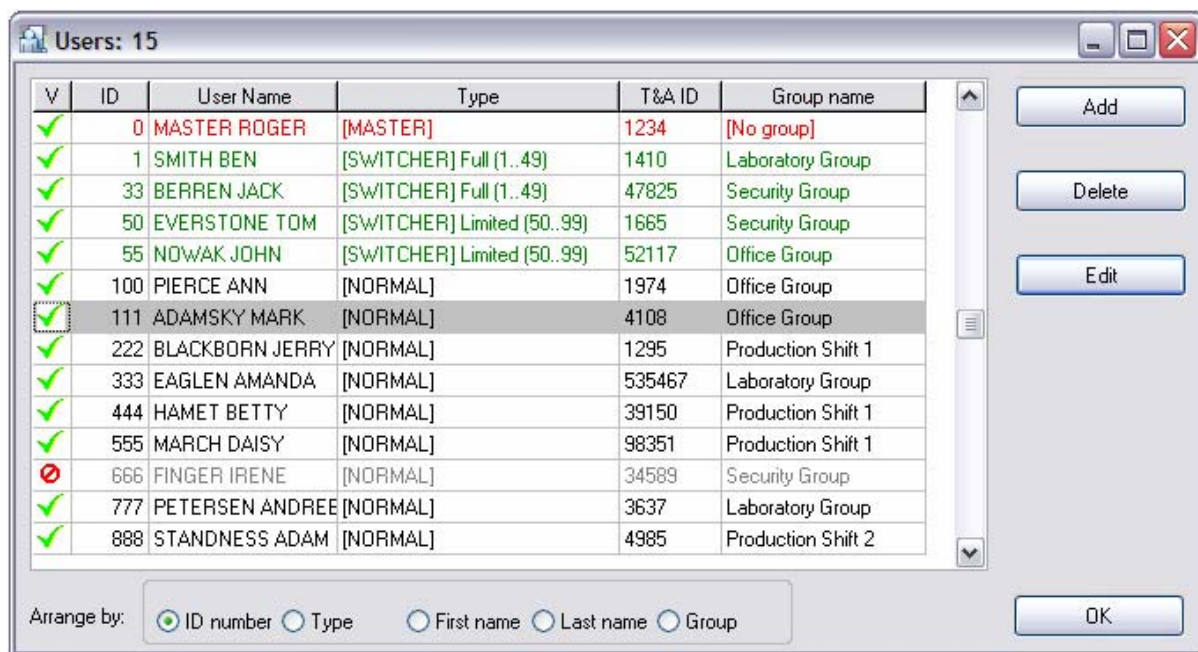 Users: 15
V ID User Name Type T&A ID Group name
0 MASTER ROGER [MASTER] 1234 [No group]
1 SMITH BEN [SWITCHER] Full (1..49) 1410 Laboratory Group
33 BERREN JACK [SWITCHER] Full (1..49) 47825 Security Group
50 EVERSTONE TOM [SWITCHER] Limited (50..99) 1665 Security Group
55 NOWAK JOHN [SWITCHER] Limited (50..99) 52117 Office Group
100 PIERCE ANN [NORMAL] 1974 Office Group
111 ADAMSKY MARK [NORMAL] 4108 Office Group
222 BLACKBORN JERRY [NORMAL] 1295 Production Shift 1
333 EAGLEN AMANDA [NORMAL] 535467 Laboratory Group
444 HAMET BETTY [NORMAL] 39150 Production Shift 1
555 MARCH DAISY [NORMAL] 98351 Production Shift 1
666 FINGER IRENE [NORMAL] 34589 Security Group
777 PETERSEN ANDREE [NORMAL] 3637 Laboratory Group
888 STANDNESS ADAM [NORMAL] 4985 Production Shift 2
Add
Delete
Edit
Arrange by: ID number Type First name Last name Group
OK